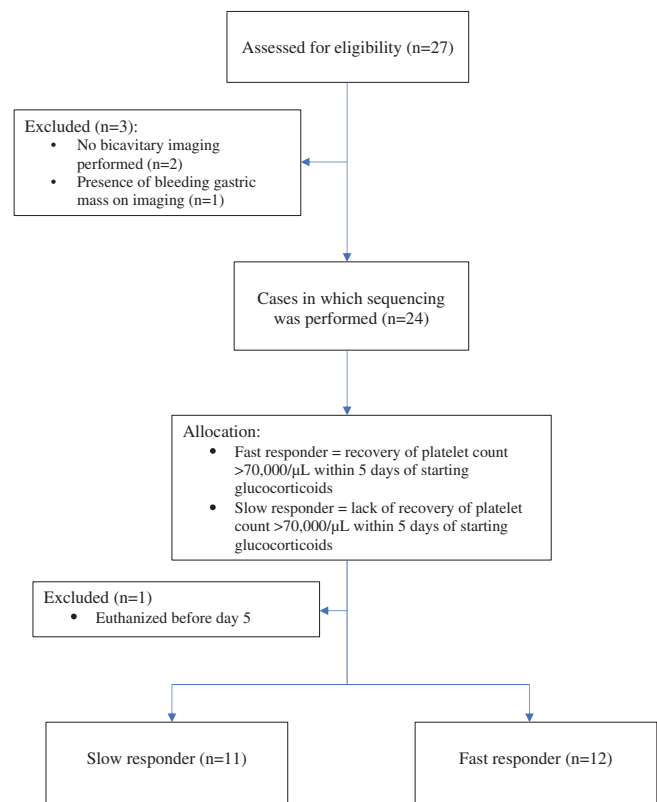 Assessed for eligibility (n=27)
Excluded (n=3):
• No bicavitary imaging
performed (n=2)
• Presence of bleeding gastric
mass on imaging (n=1)
Cases in which sequencing
was performed (n=24)
Allocation:
• Fast responder = recovery of platelet count
>70,000/μL within 5 days of starting
glucocorticoids
• Slow responder = lack of recovery of platelet
count >70,000/μL within 5 days of starting
glucocorticoids
Excluded (n=1)
• Euthanized before day 5
Slow responder (n=11)
Fast responder (n=12)